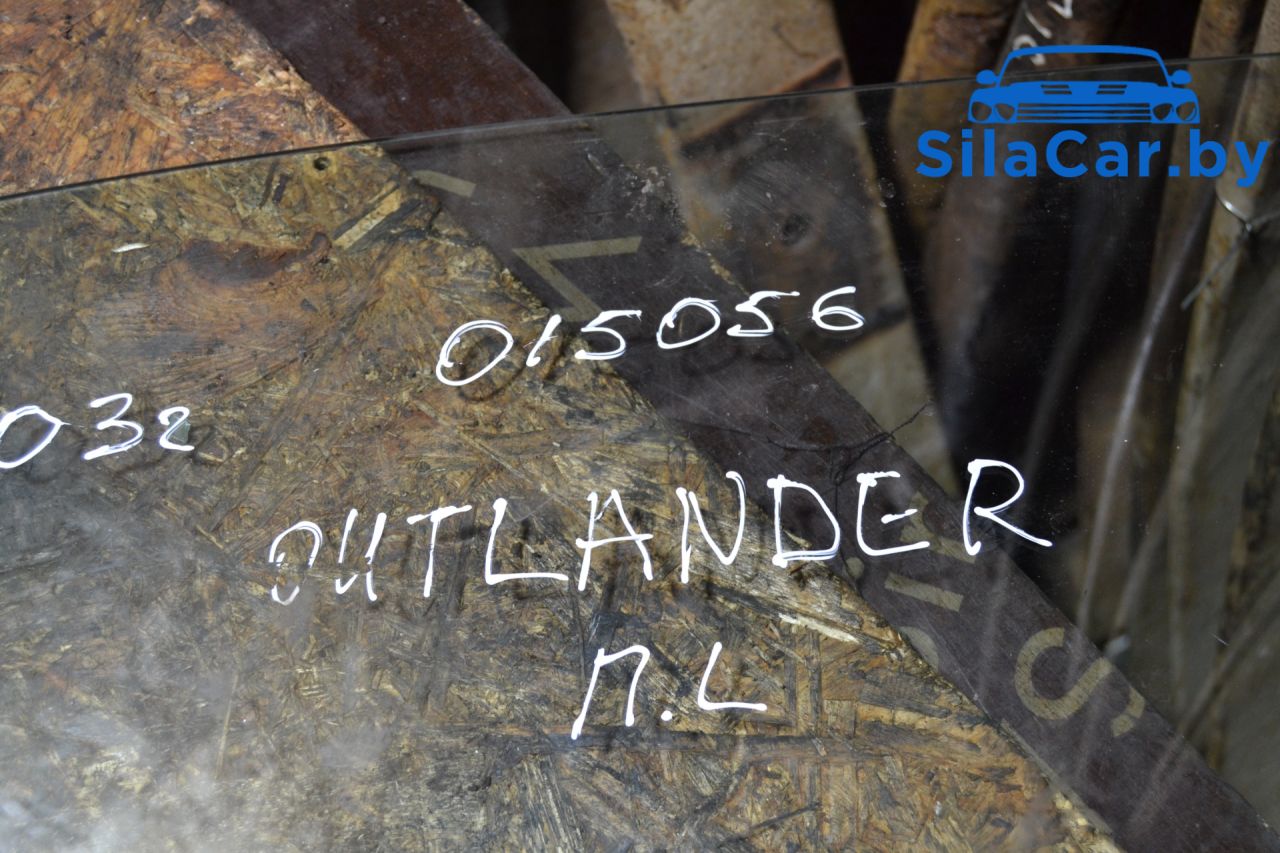 SilaCar.by
015056
032
OUTLANDER
П.L